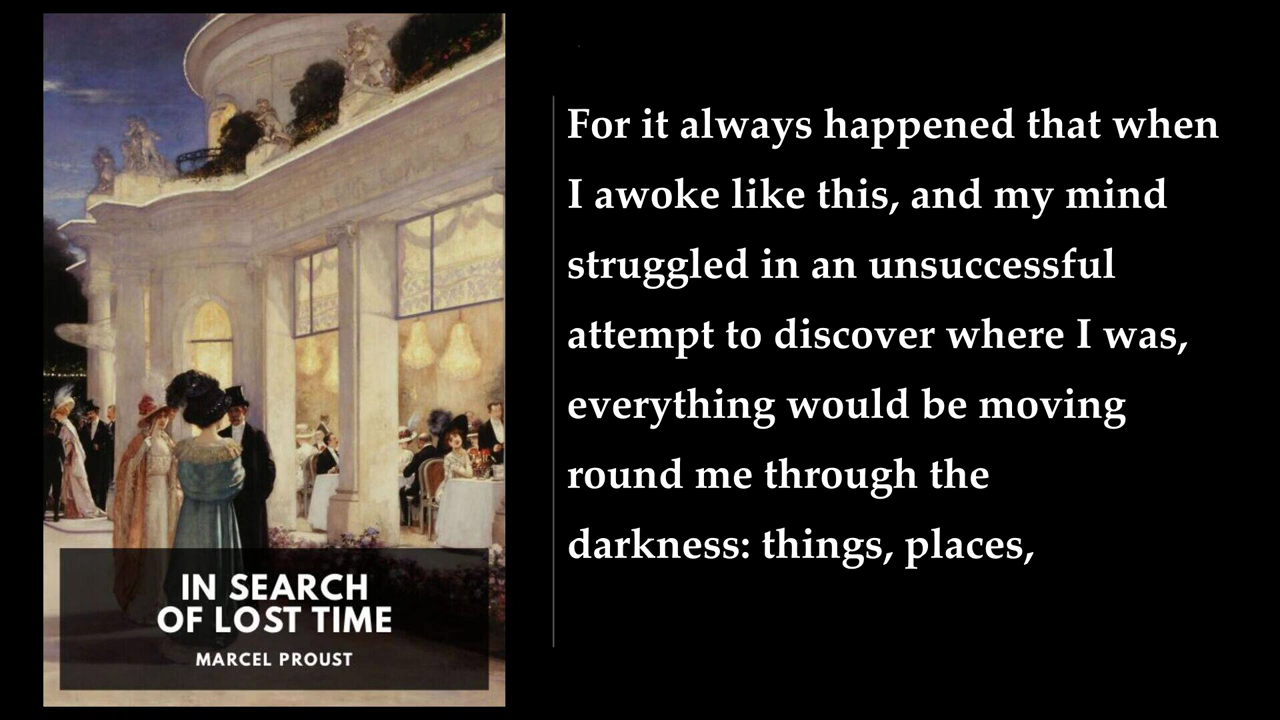 IN SEARCH
OF LOST TIME
MARCEL PROUST
For it always happened that when
I awoke like this, and my mind
struggled in an unsuccessful
attempt to discover where I was,
everything would be moving
round me through the
darkness: things, places,